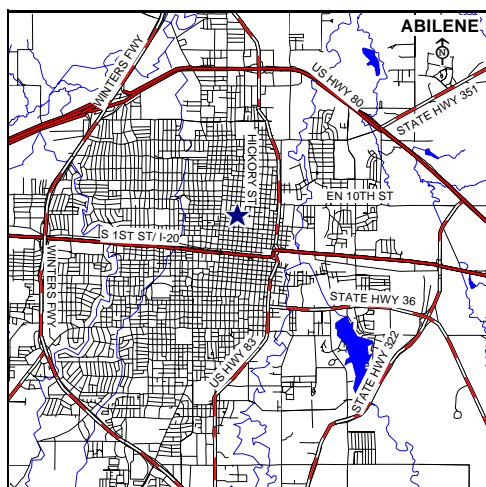 ABILENE
N
WINTERS FWY
US HWY 80
STATE HWY 351
HICKORY ST
EN 10TH ST
S 1ST ST/ I-20
WINTERS FWY
STATE HWY 36
US HWY 83
STATE HWY 322